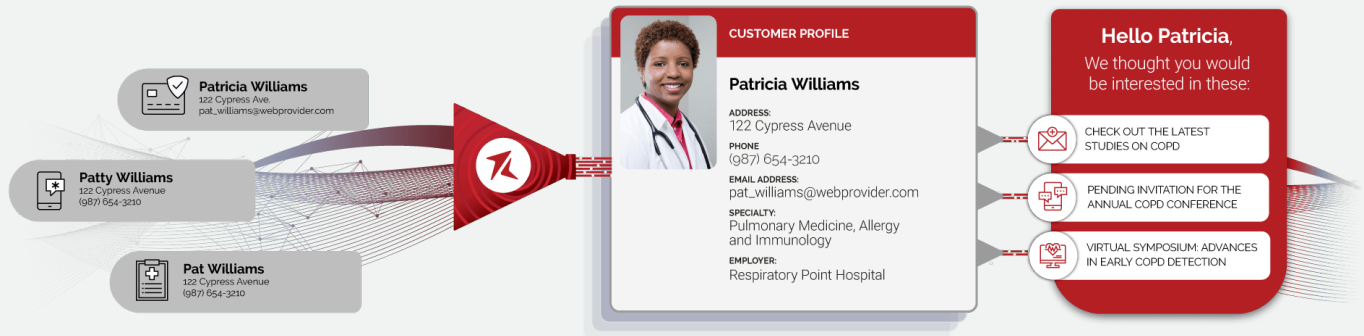 Patricia Williams
122 Cypress Ave.
pat_williams@webprovider.com
Patty Williams
122 Cypress Avenue
(987) 654-3210
Pat Williams
122 Cypress Avenue
(987) 654-3210
CUSTOMER PROFILE
Patricia Williams
ADDRESS:
122 Cypress Avenue
PHONE
(987) 654-3210
EMAIL ADDRESS:
pat_williams@webprovider.com
SPECIALTY:
Pulmonary Medicine, Allergy
and Immunology
EMPLOYER:
Respiratory Point Hospital
Hello Patricia,
We thought you would
be interested in these:
CHECK OUT THE LATEST
STUDIES ON COPD
PENDING INVITATION FOR THE
ANNUAL COPD CONFERENCE
VIRTUAL SYMPOSIUM: ADVANCES
IN EARLY COPD DETECTION